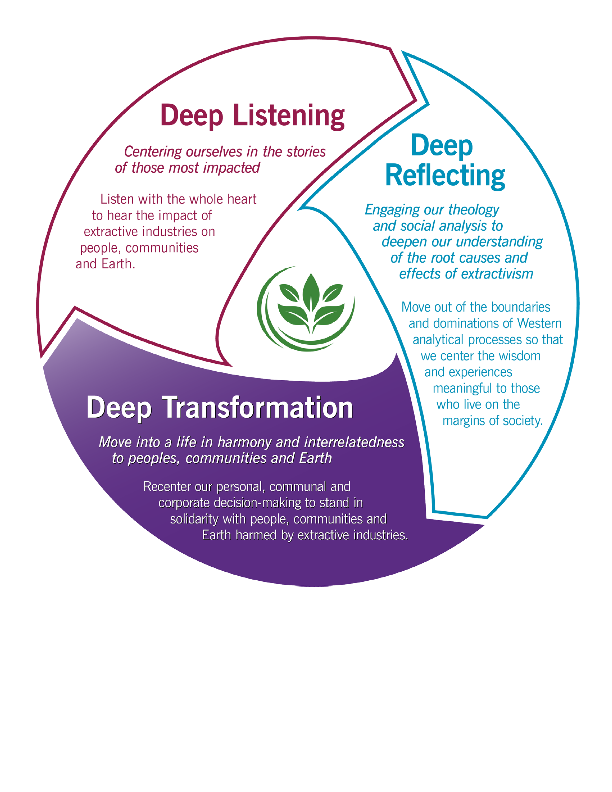 Deep Listening
Centering ourselves in the stories
of those most impacted
Listen with the whole heart
to hear the impact of
extractive industries on
people, communities
and Earth.
Deep
Reflecting
Engaging our theology
and social analysis to
deepen our understanding
of the root causes and
effects of extractivism
Move out of the boundaries
and dominations of Western
analytical processes so that
we center the wisdom
and experiences
meaningful to those
who live on the
margins of society.
Deep Transformation
Move into a life in harmony and interrelatedness
to peoples, communities and Earth
Recenter our personal, communal and
corporate decision-making to stand in
solidarity with people, communities and
Earth harmed by extractive industries.